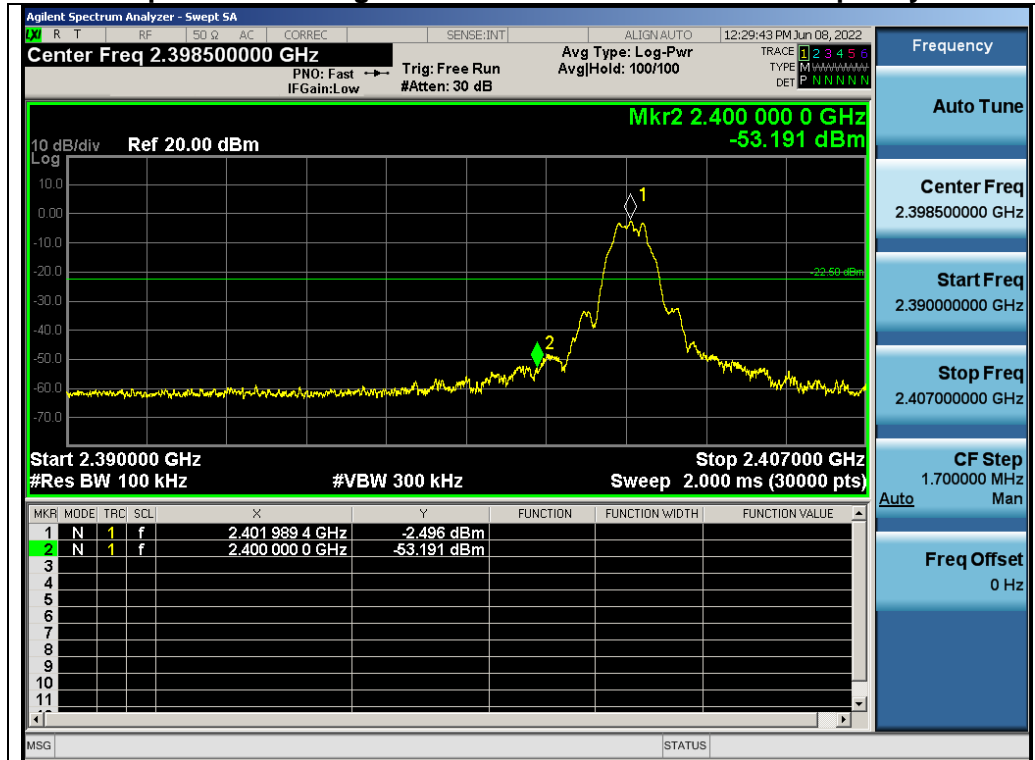 Agilent Spectrum Analyzer - Swept SA
LXI R T RF 50 Ω AC CORREC SENSE:INT ALIGN AUTO 12:29:43 PM Jun 08, 2022
Center Freq 2.398500000 GHz
PNO: Fast
IFGain:Low
Trig: Free Run
#Atten: 30 dB
Avg Type: Log-Pwr
Avg|Hold: 100/100
TRACE 1 2 3 4 5 6
TYPE M WWWWW
DET P N N N N N
Frequency
Mkr2 2.400 000 0 GHz
-53.191 dBm
10 dB/div Ref 20.00 dBm
Log
10.0
0.00
-10.0
-20.0
-30.0
-40.0
-50.0
-60.0
-70.0
1
-22.50 dBm
2
Start 2.390000 GHz Stop 2.407000 GHz
#Res BW 100 kHz #VBW 300 kHz Sweep 2.000 ms (30000 pts)
MKR MODE TRC SCL X Y FUNCTION FUNCTION WIDTH FUNCTION VALUE
1 N 1 f 2.401 989 4 GHz -2.496 dBm
2 N 1 f 2.400 000 0 GHz -53.191 dBm
3
4
5
6
7
8
9
10
11
Auto Tune
Center Freq
2.398500000 GHz
Start Freq
2.390000000 GHz
Stop Freq
2.407000000 GHz
CF Step
1.700000 MHz
Auto Man
Freq Offset
0 Hz
MSG STATUS